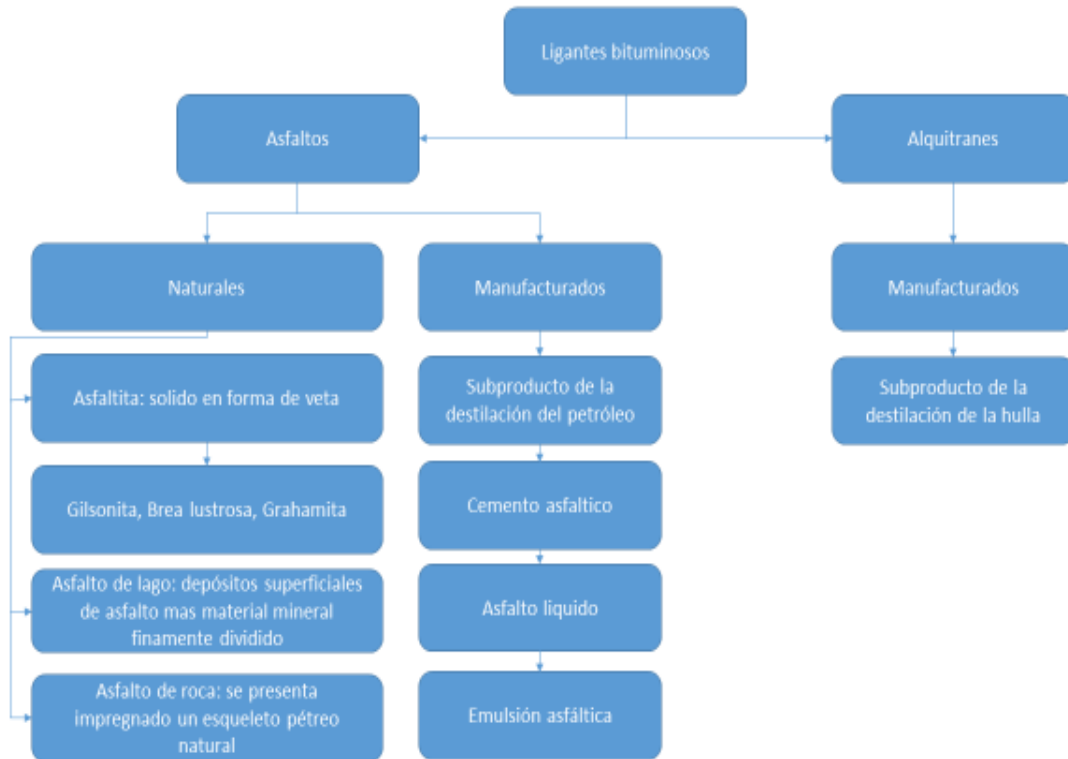 Ligantes bituminosos
Asfaltos
Alquitranes
Naturales
Manufacturados
Manufacturados
Asfaltita: solido en forma de veta
Subproducto de la
destilación del petróleo
Subproducto de la
destilación de la hulla
Gilsonita, Brea lustrosa, Grahamita
Cemento asfaltico
Asfalto de lago: depósitos superficiales
de asfalto mas material mineral
finamente dividido
Asfalto liquido
Asfalto de roca: se presenta
impregnado un esqueleto pétreo
natural
Emulsión asfáltica